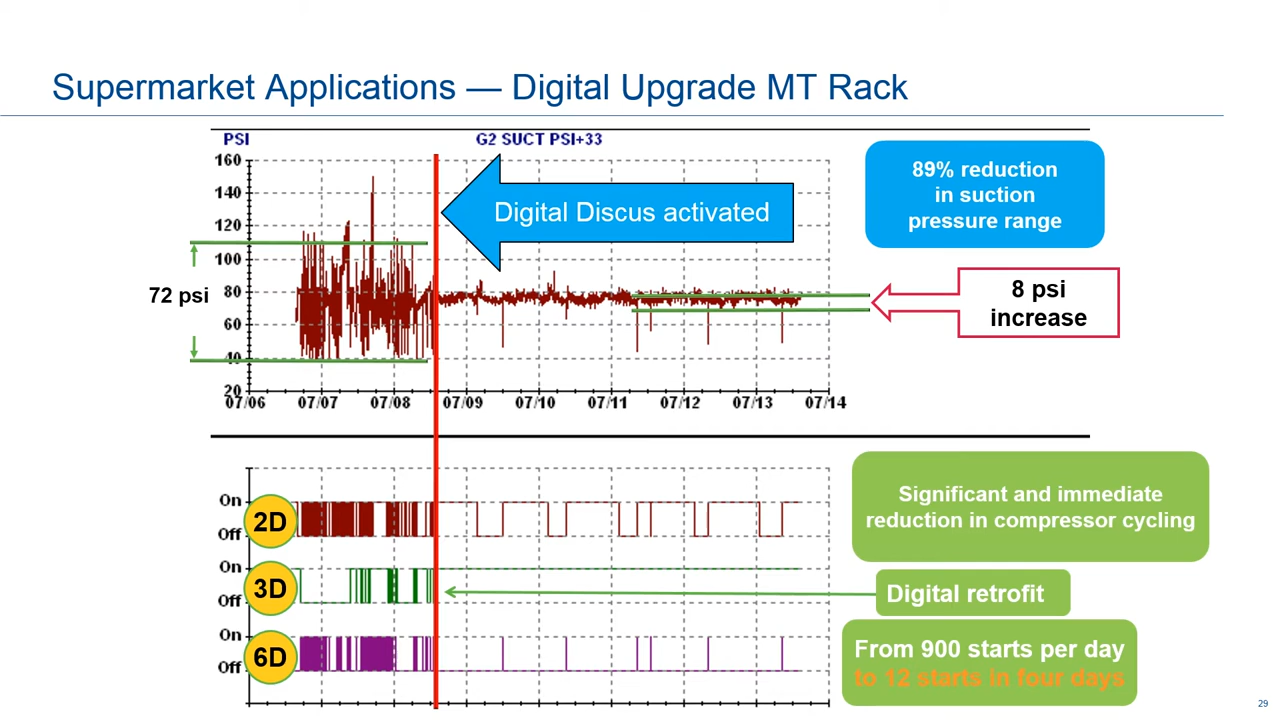 Supermarket Applications — Digital Upgrade MT Rack
PSI
G2 SUCT PSI+33
160
140
120
100
80
60
40
20
07/06
07/07
07/08
07/09
07/10
07/11
07/12
07/13
07/14
72 psi
Digital Discus activated
89% reduction
in suction
pressure range
8 psi
increase
On
2D
Off
On
3D
Off
On
6D
Off
Significant and immediate
reduction in compressor cycling
Digital retrofit
From 900 starts per day
to 12 starts in four days
29